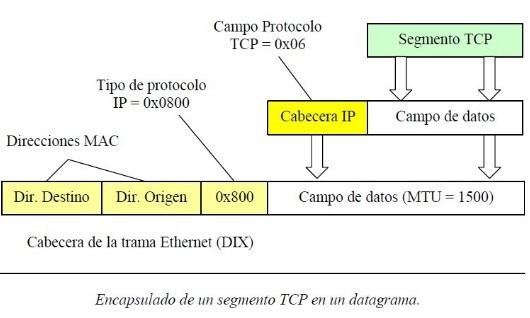 Campo Protocolo
TCP = 0x06
Segmento TCP
Tipo de protocolo
IP = 0x0800
Cabecera IP
Campo de datos
Direcciones MAC
Dir. Destino
Dir. Origen
0x800
Campo de datos (MTU = 1500)
Cabecera de la trama Ethernet (DIX)
Encapsulado de un segmento TCP en un datagrama.